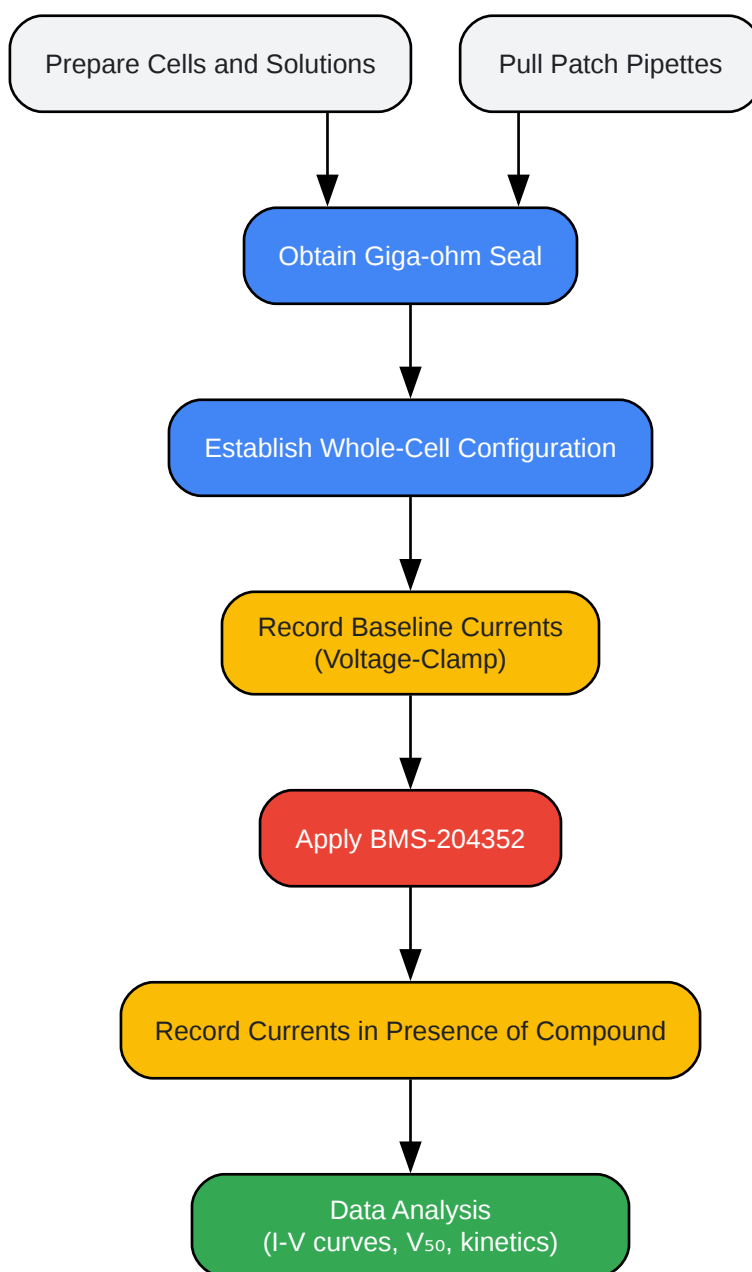 Prepare Cells and Solutions
Pull Patch Pipettes
Obtain Giga-ohm Seal
Establish Whole-Cell Configuration
Record Baseline Currents
(Voltage-Clamp)
Apply BMS-204352
Record Currents in Presence of Compound
Data Analysis
(I-V curves, V₅₀, kinetics)